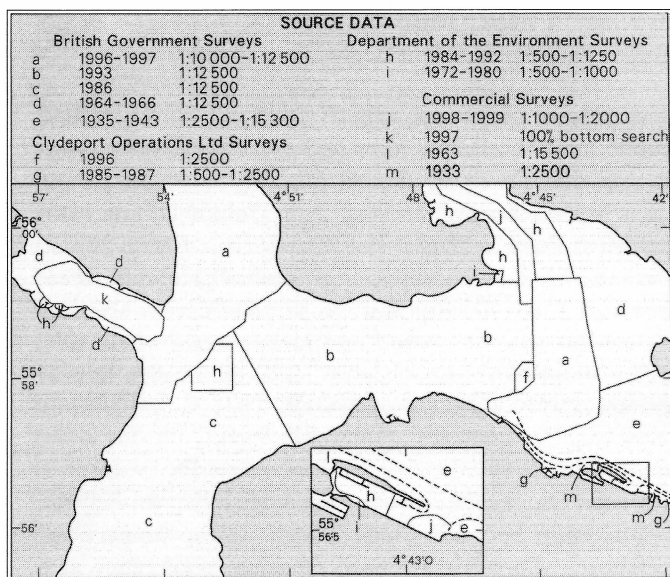 SOURCE DATA
British Government Surveys
a 1996-1997 1:10 000-1:12 500
b 1993 1:12 500
c 1986 1:12 500
d 1964-1966 1:12 500
e 1935-1943 1:2500-1:15 300
Clydeport Operations Ltd Surveys
f 1996 1:2500
g 1985-1987 1:500-1:2500
Department of the Environment Surveys
h 1984-1992 1:500-1:1250
i 1972-1980 1:500-1:1000
Commercial Surveys
j 1998-1999 1:1000-1:2000
k 1997 100% bottom search
l 1963 1:15 500
m 1933 1:2500
57' 54' 4°51' 48' 4°45' 42'
56°
00'
h j h
d d a
k i
h d
d
b b a
55°
58'
h f
c e
l e
g m m g
h
i j e
56'
c
55°
56'5
4°43'0